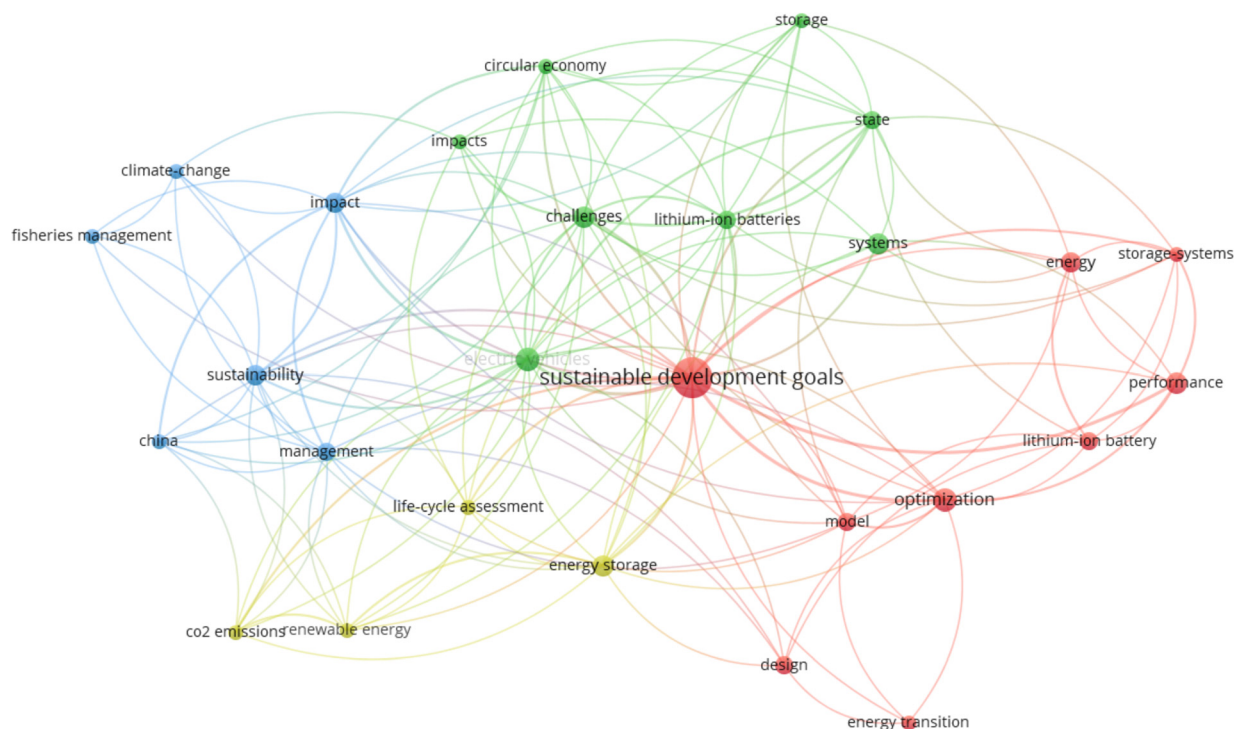 storage
circular economy
state
impacts
climate-change
impact
challenges
lithium-ion batteries
fisheries management
systems
energy
storage-systems
electric vehicles
sustainable development goals
sustainability
performance
china
management
lithium-ion battery
life-cycle assessment
optimization
model
energy storage
co2 emissions
renewable energy
design
energy transition